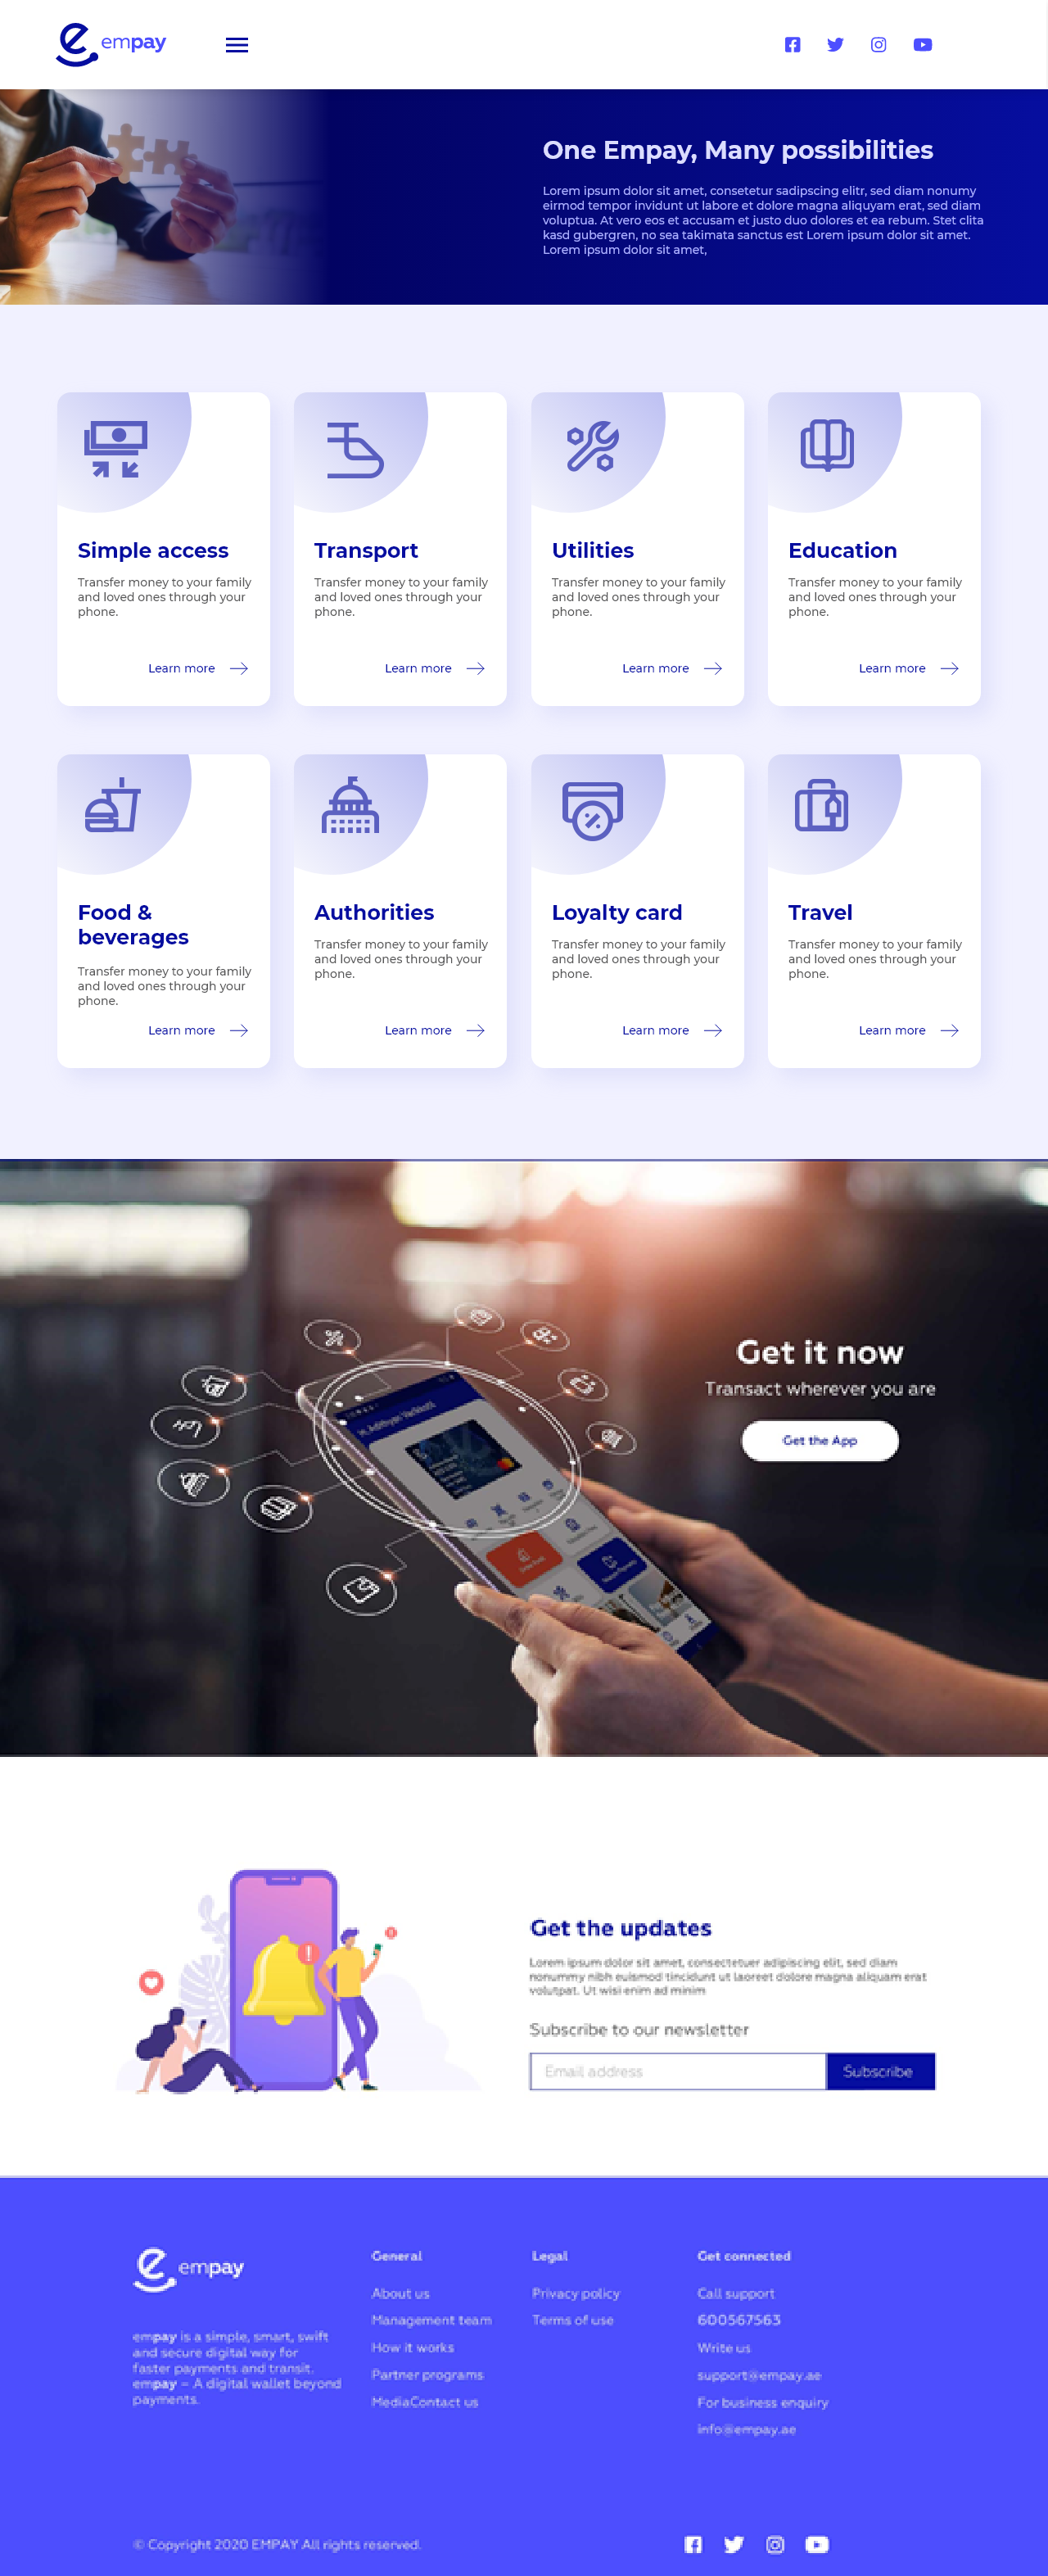 empay
One Empay, Many possibilities
Lorem ipsum dolor sit amet, consetetur sadipscing elitr, sed diam nonumy
eirmod tempor invidunt ut labore et dolore magna aliquyam erat, sed diam
voluptua. At vero eos et accusam et justo duo dolores et ea rebum. Stet clita
kasd gubergren, no sea takimata sanctus est Lorem ipsum dolor sit amet.
Lorem ipsum dolor sit amet,
Simple access
Transfer money to your family
and loved ones through your
phone.
Learn more
Transport
Transfer money to your family
and loved ones through your
phone.
Learn more
Utilities
Transfer money to your family
and loved ones through your
phone.
Learn more
Education
Transfer money to your family
and loved ones through your
phone.
Learn more
Food &
beverages
Transfer money to your family
and loved ones through your
phone.
Learn more
Authorities
Transfer money to your family
and loved ones through your
phone.
Learn more
Loyalty card
Transfer money to your family
and loved ones through your
phone.
Learn more
Travel
Transfer money to your family
and loved ones through your
phone.
Learn more
Get it now
Transact wherever you are
Get the App
Get the updates
Lorem ipsum dolor sit amet, consectetuer adipiscing elit, sed diam
nonummy nibh euismod tincidunt ut laoreet dolore magna aliquam erat
volutpat. Ut wisi enim ad minim
Subscribe to our newsletter
Email address
Subscribe
empay
empay is a simple, smart, swift
and secure digital way for
faster payments and transit.
empay – A digital wallet beyond
payments.
General
About us
Management team
How it works
Partner programs
MediaContact us
Legal
Privacy policy
Terms of use
Get connected
Call support
600567563
Write us
support@empay.ae
For business enquiry
info@empay.ae
© Copyright 2020 EMPAY All rights reserved.